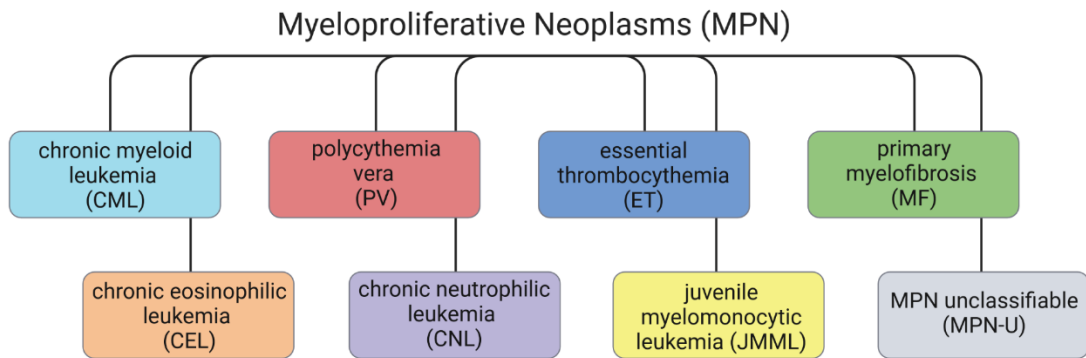 Myeloproliferative Neoplasms (MPN)
chronic myeloid
leukemia
(CML)
polycythemia
vera
(PV)
essential
thrombocythemia
(ET)
primary
myelofibrosis
(MF)
chronic eosinophilic
leukemia
(CEL)
chronic neutrophilic
leukemia
(CNL)
juvenile
myelomonocytic
leukemia (JMML)
MPN unclassifiable
(MPN-U)